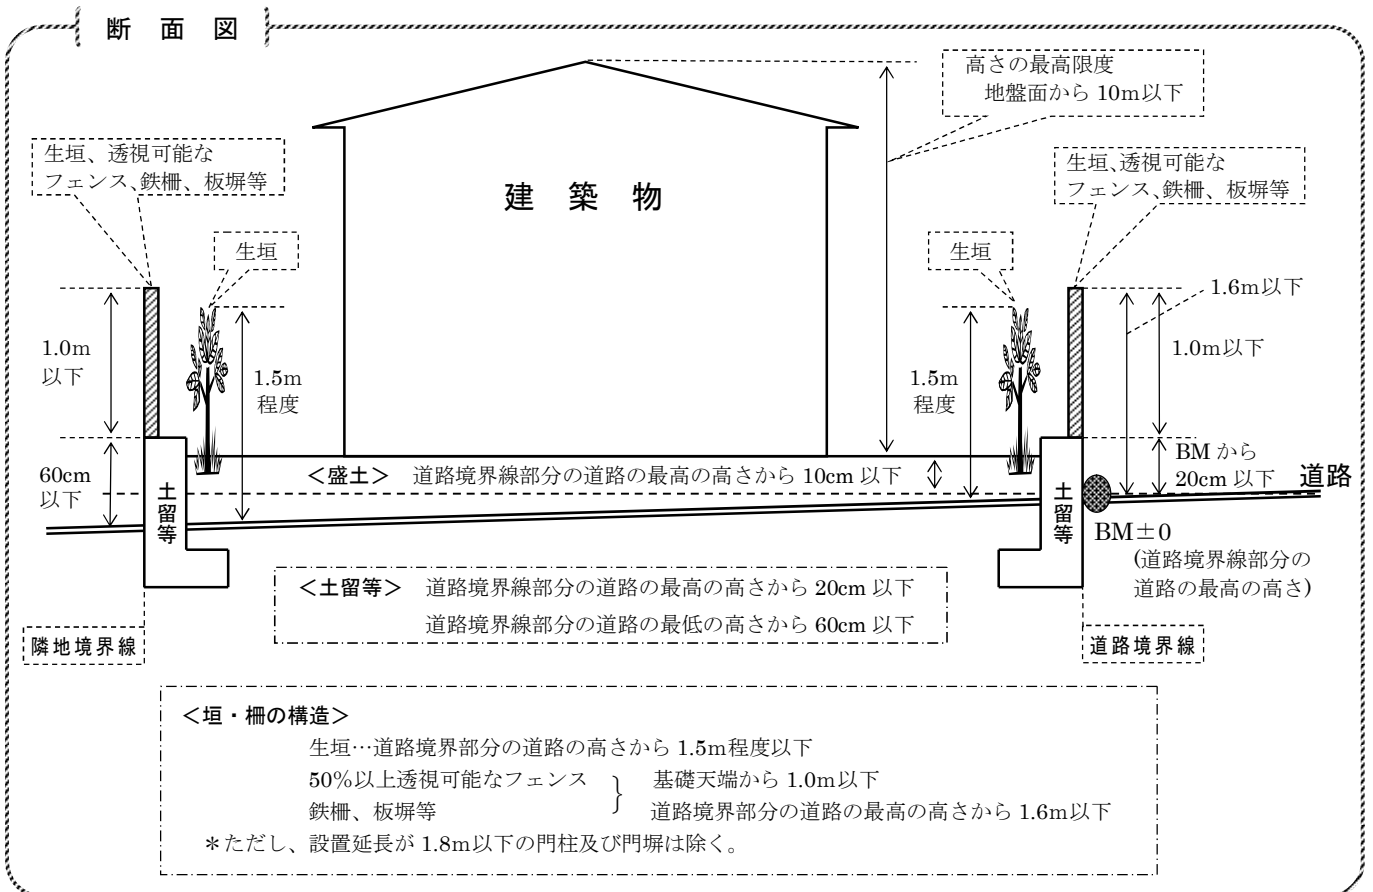 断面図
高さの最高限度
地盤面から 10m以下
生垣、透視可能な
フェンス、鉄柵、板塀等
生垣、透視可能な
フェンス、鉄柵、板塀等
建築物
生垣
生垣
1.6m以下
1.0m
以下
1.0m以下
1.5m
程度
1.5m
程度
60cm
以下
＜盛土＞ 道路境界線部分の道路の最高の高さから 10cm 以下
BM から
20cm 以下
道路
土留等
土留等
BM±0
(道路境界線部分の
道路の最高の高さ)
＜土留等＞ 道路境界線部分の道路の最高の高さから 20cm 以下
道路境界線部分の道路の最低の高さから 60cm 以下
隣地境界線
道路境界線
＜垣・柵の構造＞
生垣…道路境界部分の道路の高さから 1.5m程度以下
50％以上透視可能なフェンス } 基礎天端から 1.0m以下
鉄柵、板塀等 道路境界部分の道路の最高の高さから 1.6m以下
＊ただし、設置延長が 1.8m以下の門柱及び門塀は除く。